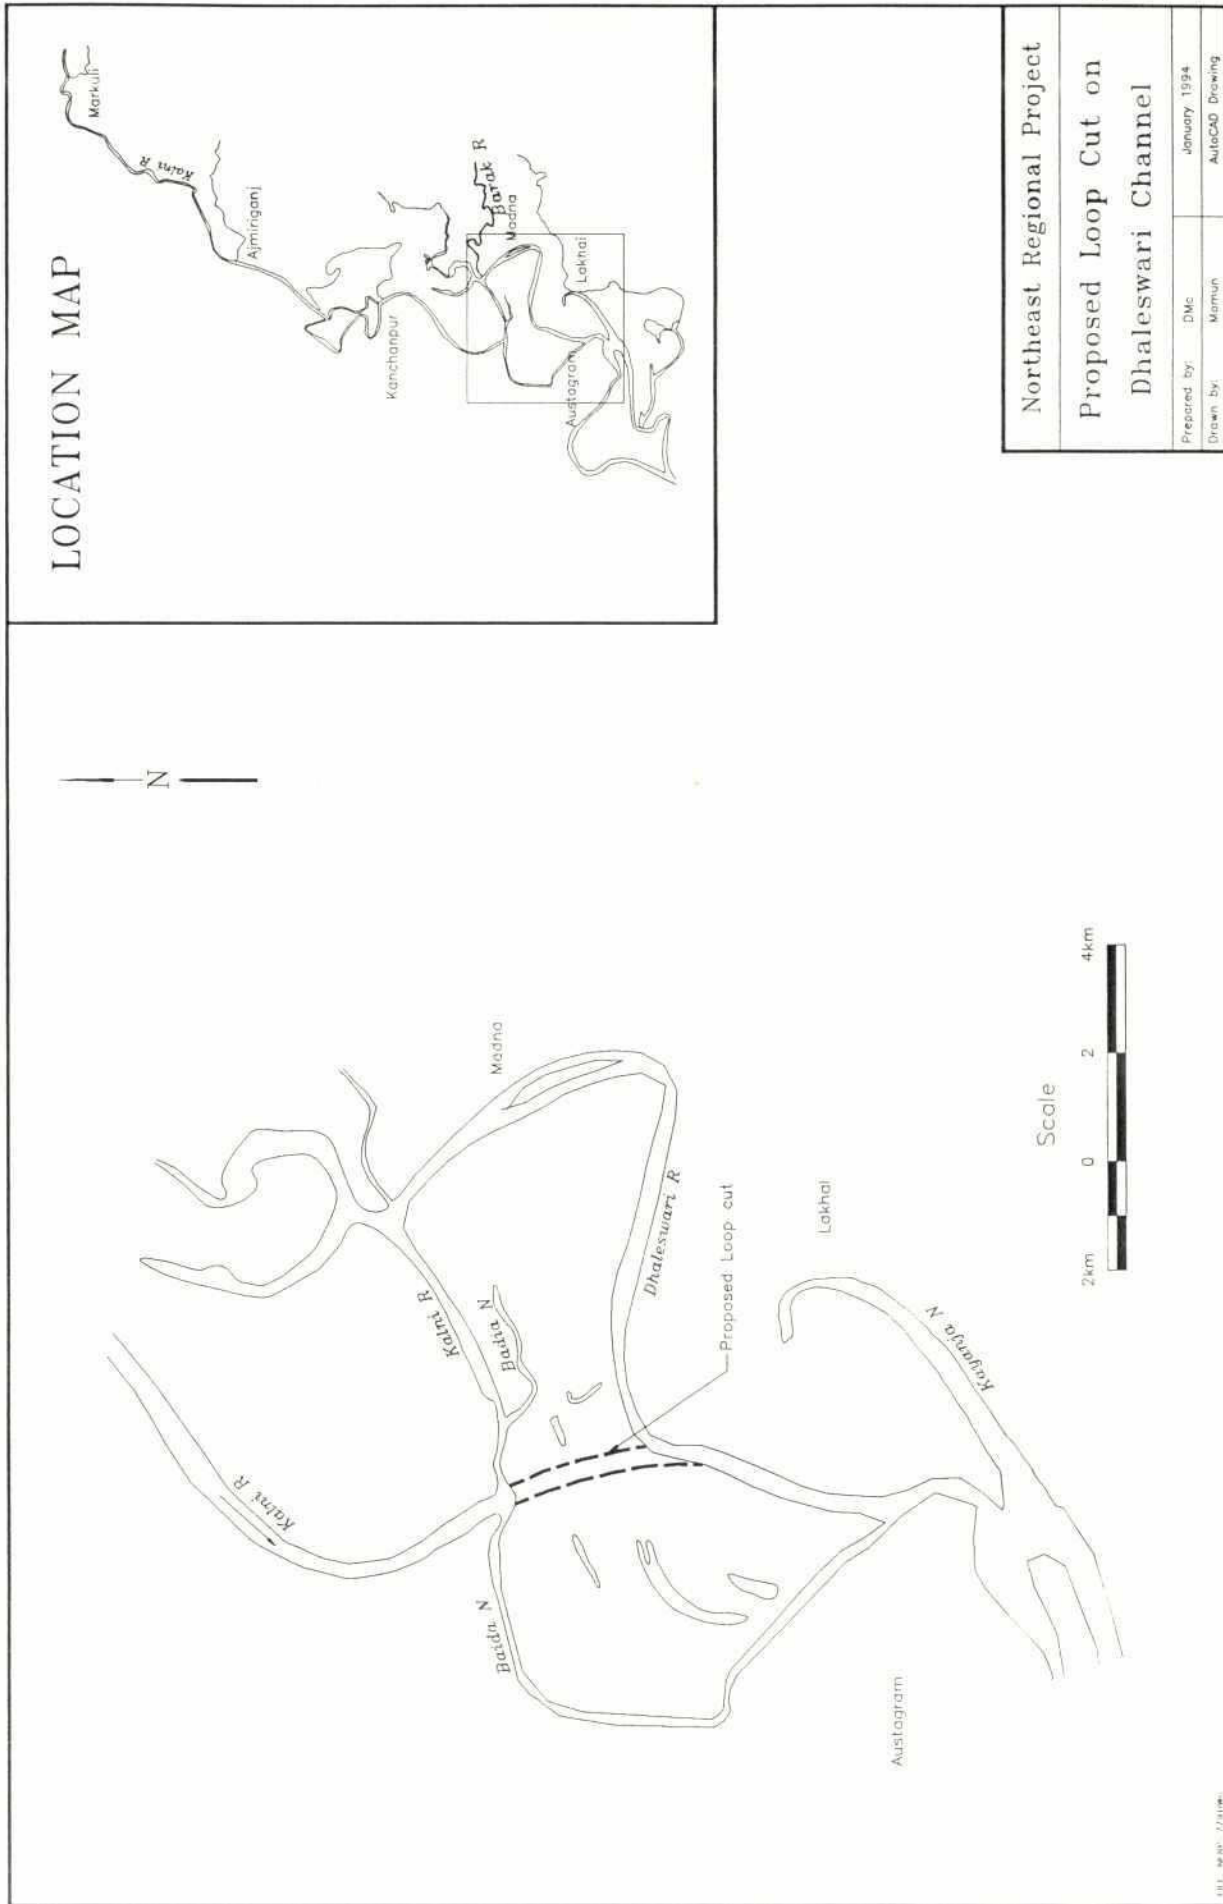 LOCATION MAP
Markuli
Kalni R
Ajmiriganj
Kanchanpur
Barak R
Madna
Lakhai
Austagram
N
Kalni R
Madna
Kalni R
Badia N
Baida N
Dhaleswari R
Proposed Loop cut
Lakhai
Kayanja N
Austagram
Scale
2km 0 2 4km
Northeast Regional Project
Proposed Loop Cut on
Dhaleswari Channel
Prepared by: DMc January 1994
Drawn by: Mamun AutoCAD Drawing